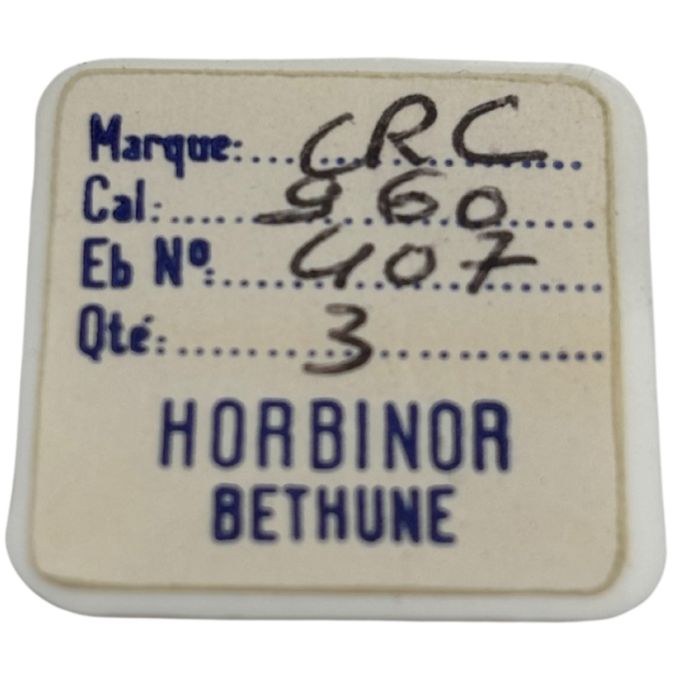 Marque: CRC
Cal: 960
Eb Nº: 407
Qté: 3
HORBINOR
BETHUNE